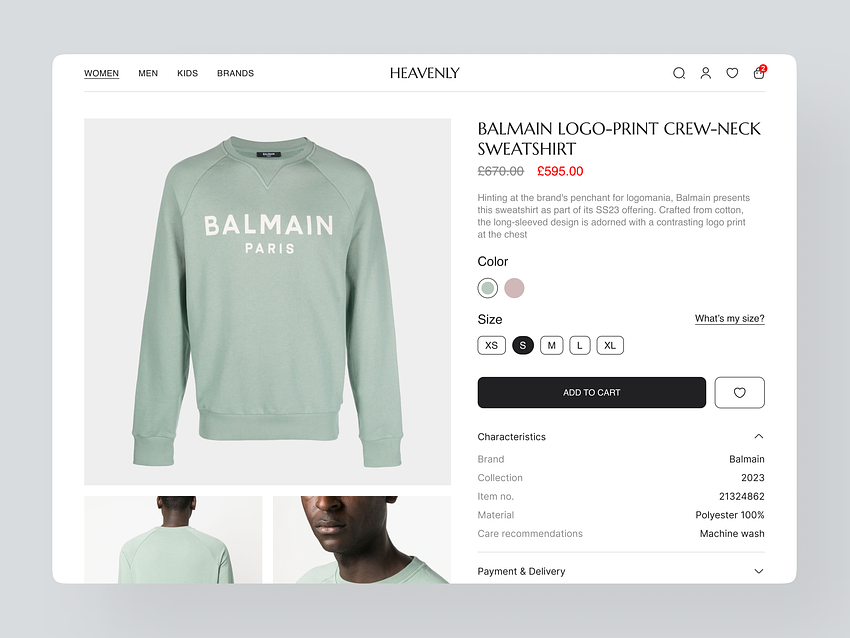 WOMEN MEN KIDS BRANDS HEAVENLY 2
BALMAIN
BALMAIN
PARIS
BALMAIN LOGO-PRINT CREW-NECK
SWEATSHIRT
£670.00 £595.00
Hinting at the brand's penchant for logomania, Balmain presents
this sweatshirt as part of its SS23 offering. Crafted from cotton,
the long-sleeved design is adorned with a contrasting logo print
at the chest
Color
Size What's my size?
XS S M L XL
ADD TO CART
Characteristics
Brand Balmain
Collection 2023
Item no. 21324862
Material Polyester 100%
Care recommendations Machine wash
Payment & Delivery